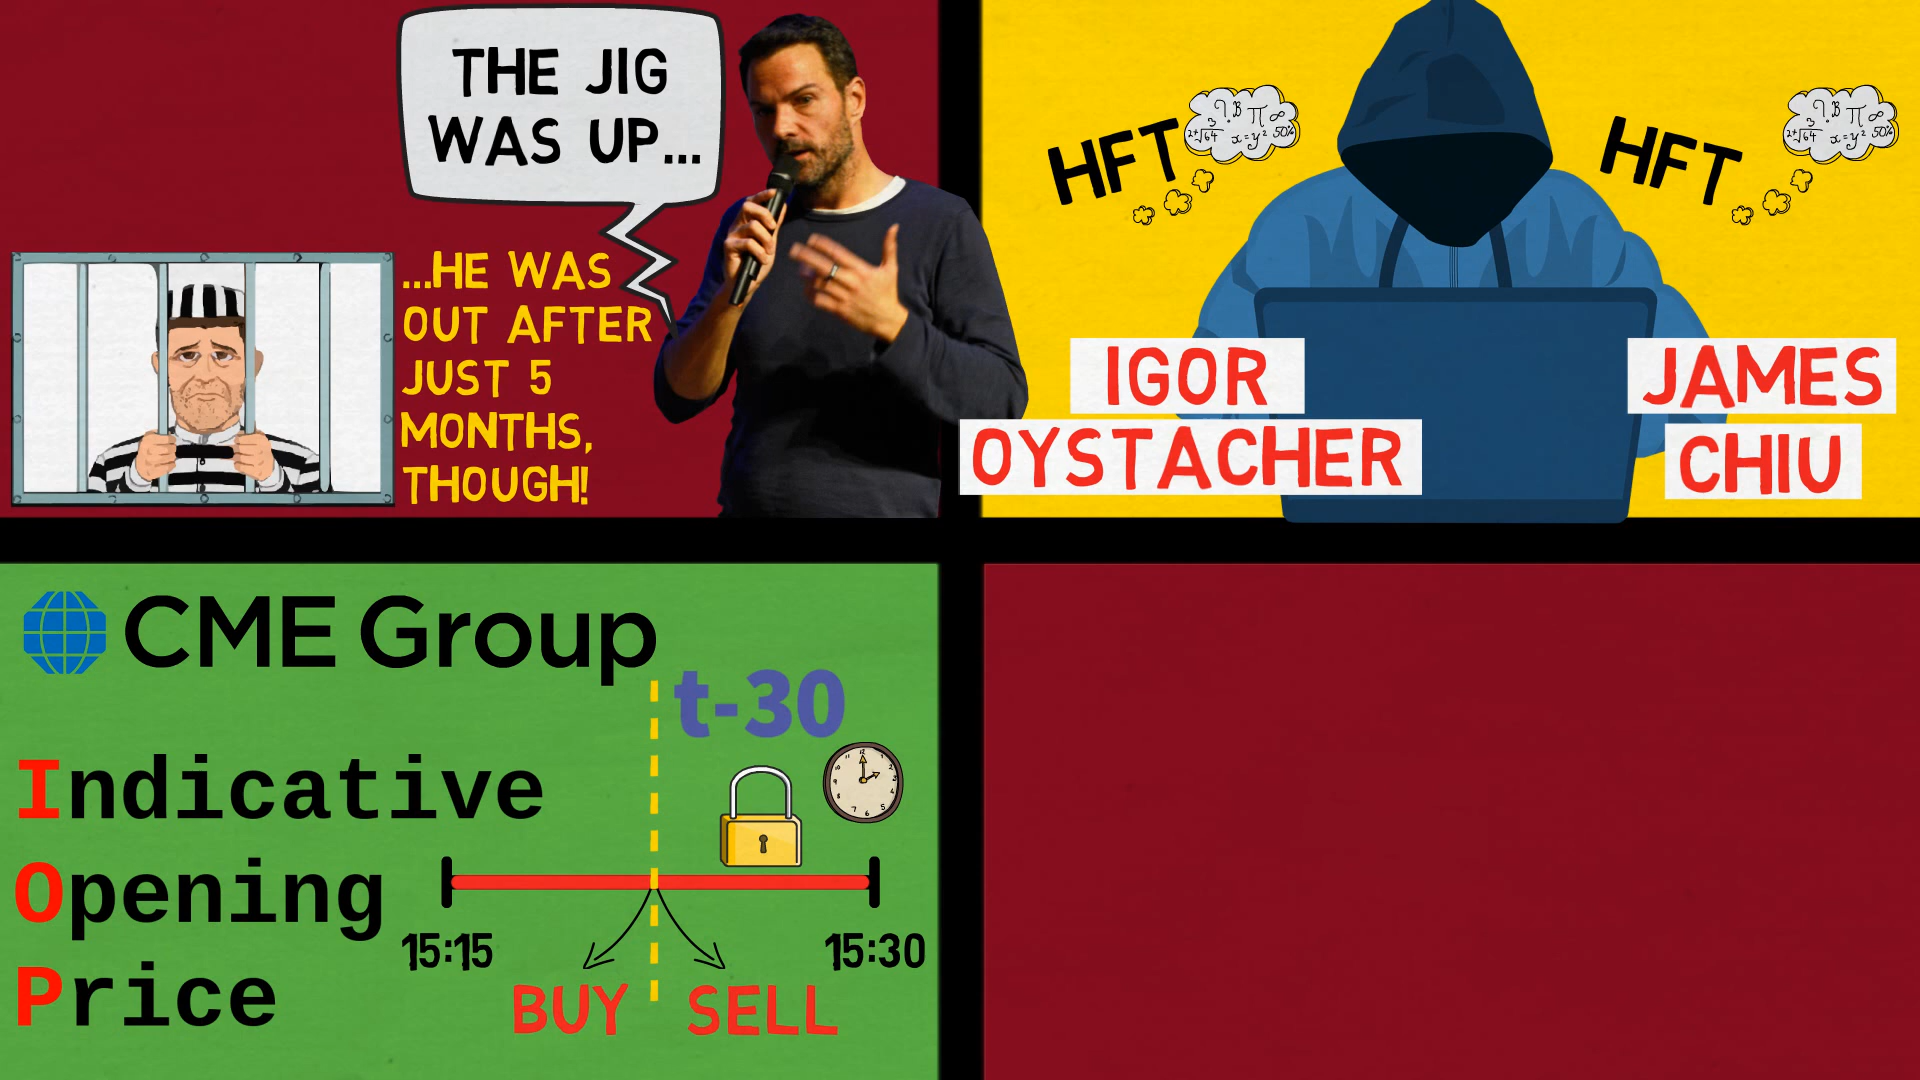 THE JIG
WAS UP...
...HE WAS
OUT AFTER
JUST 5
MONTHS,
THOUGH!
HFT
HFT
IGOR
OYSTACHER
JAMES
CHIU
CME Group
t-30
Indicative
Opening
Price
15:15
15:30
BUY SELL